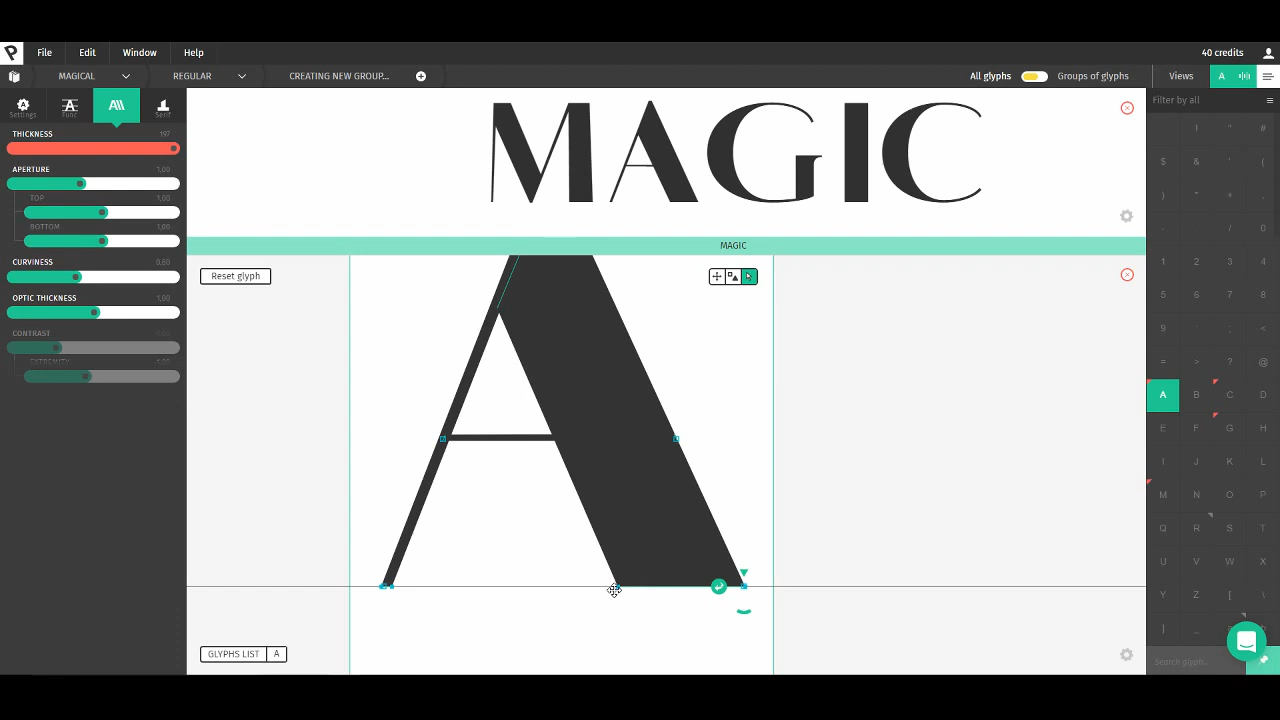 File Edit Window Help 40 credits
MAGICAL REGULAR CREATING NEW GROUP... All glyphs Groups of glyphs Views A
Settings Func Serif
Filter by all
THICKNESS 197
APERTURE 1,00
TOP 1,00
BOTTOM 1,00
CURVINESS 0,60
OPTIC THICKNESS 1,00
CONTRAST
EXTREMITY
MAGIC
MAGIC
Reset glyph
A
GLYPHS LIST A
! " #
$ & ' (
) * + ,
- . / 0
1 2 3 4
5 6 7 8
9 : ; <
= > ? @
A B C D
E F G H
I J K L
M N O P
Q R S T
U V W X
Y Z [ \
] _
Search glyph...